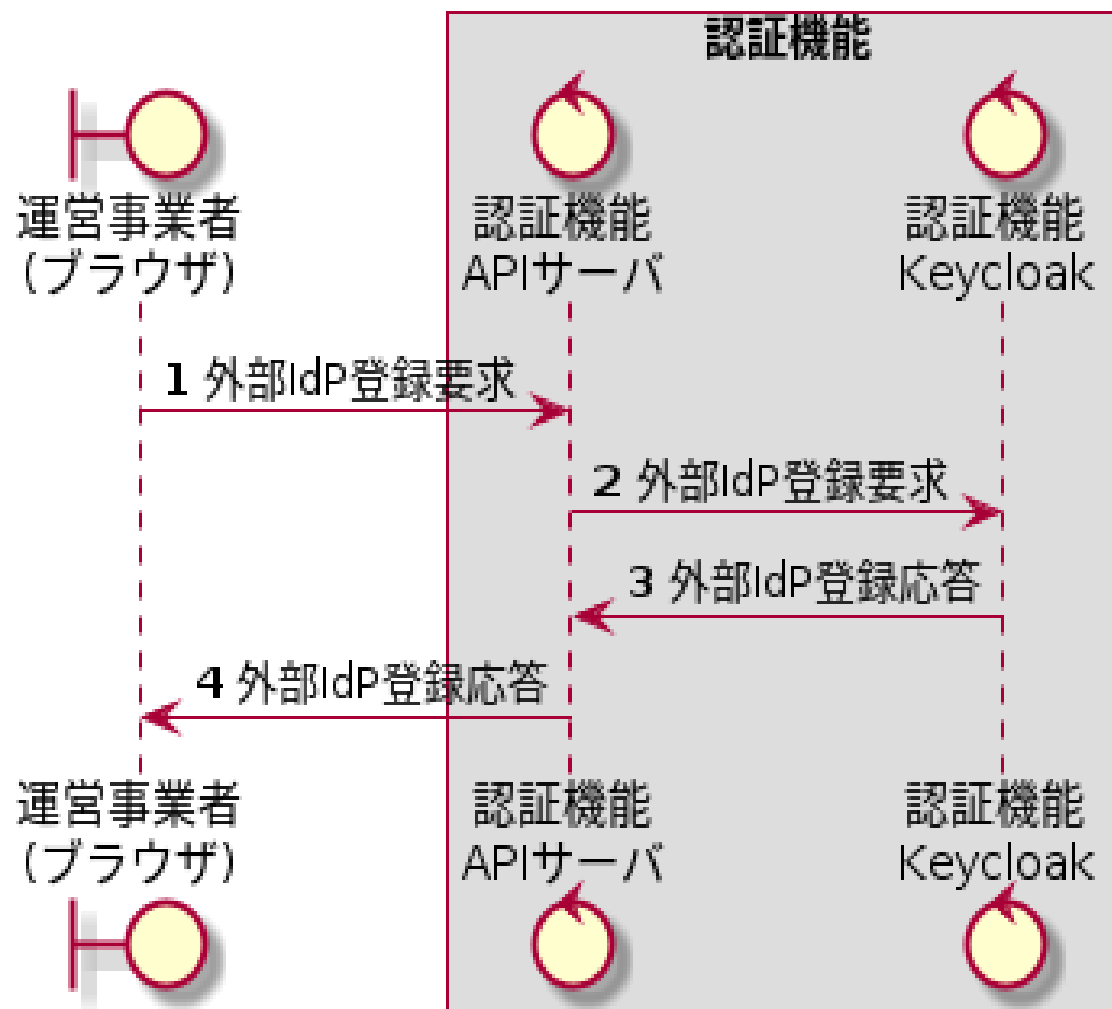 認証機能
運営事業者
(ブラウザ)
認証機能
APIサーバ
認証機能
Keycloak
1 外部IdP登録要求
2 外部IdP登録要求
3 外部IdP登録応答
4 外部IdP登録応答
運営事業者
(ブラウザ)
認証機能
APIサーバ
認証機能
Keycloak